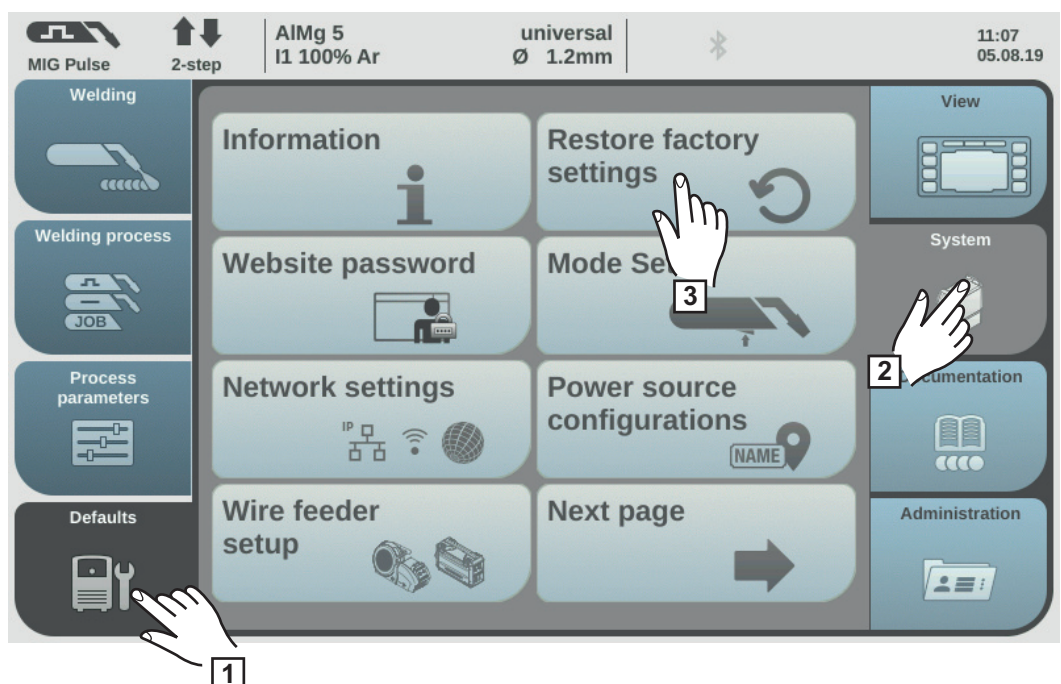 MIG Pulse
2-step
AlMg 5
I1 100% Ar
universal
Ø 1.2mm
11:07
05.08.19
Welding
Welding process
JOB
Process
parameters
Defaults
1
Information
Restore factory
settings
3
Website password
Mode Se
Network settings
IP
Power source
configurations
NAME
Wire feeder
setup
Next page
View
System
2
cumentation
Administration